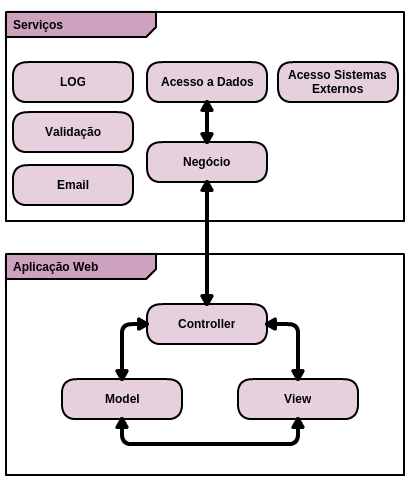 Serviços
LOG
Acesso a Dados
Acesso Sistemas
Externos
Validação
Negócio
Email
Aplicação Web
Controller
Model
View